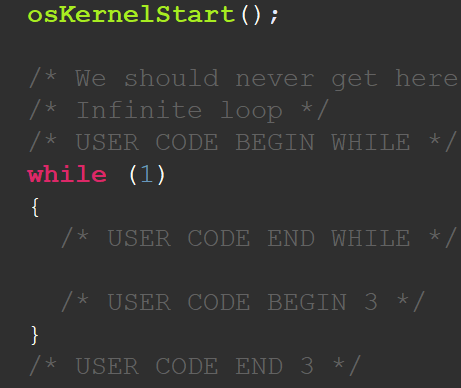 osKernelStart();
/* We should never get here
/* Infinite loop */
/* USER CODE BEGIN WHILE */
while (1)
{
/* USER CODE END WHILE */
/* USER CODE BEGIN 3 */
}
/* USER CODE END 3 */